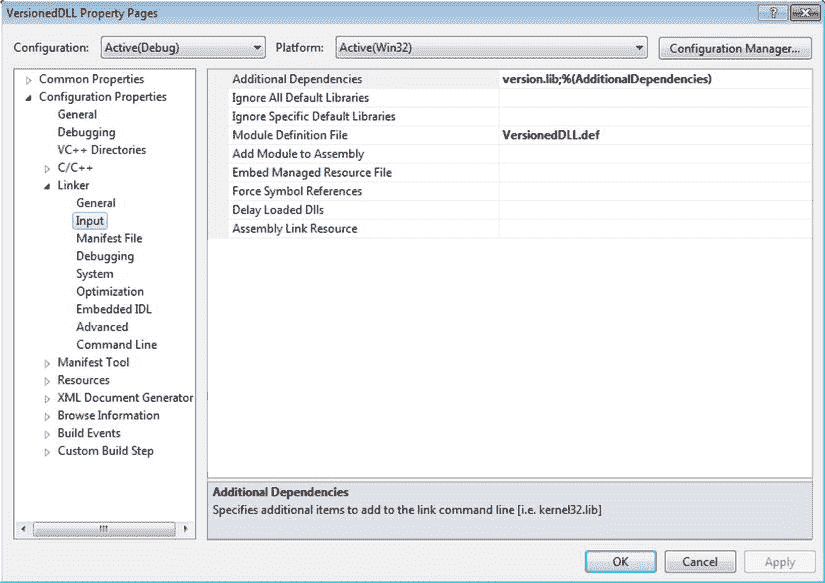 VersionedDLL Property Pages
Configuration: Active(Debug) Platform: Active(Win32) Configuration Manager...
Common Properties
Configuration Properties
General
Debugging
VC++ Directories
C/C++
Linker
General
Input
Manifest File
Debugging
System
Optimization
Embedded IDL
Advanced
Command Line
Manifest Tool
Resources
XML Document Generator
Browse Information
Build Events
Custom Build Step
Additional Dependencies version.lib;%(AdditionalDependencies)
Ignore All Default Libraries
Ignore Specific Default Libraries
Module Definition File VersionedDLL.def
Add Module to Assembly
Embed Managed Resource File
Force Symbol References
Delay Loaded Dlls
Assembly Link Resource
Additional Dependencies
Specifies additional items to add to the link command line [i.e. kernel32.lib]
OK Cancel Apply